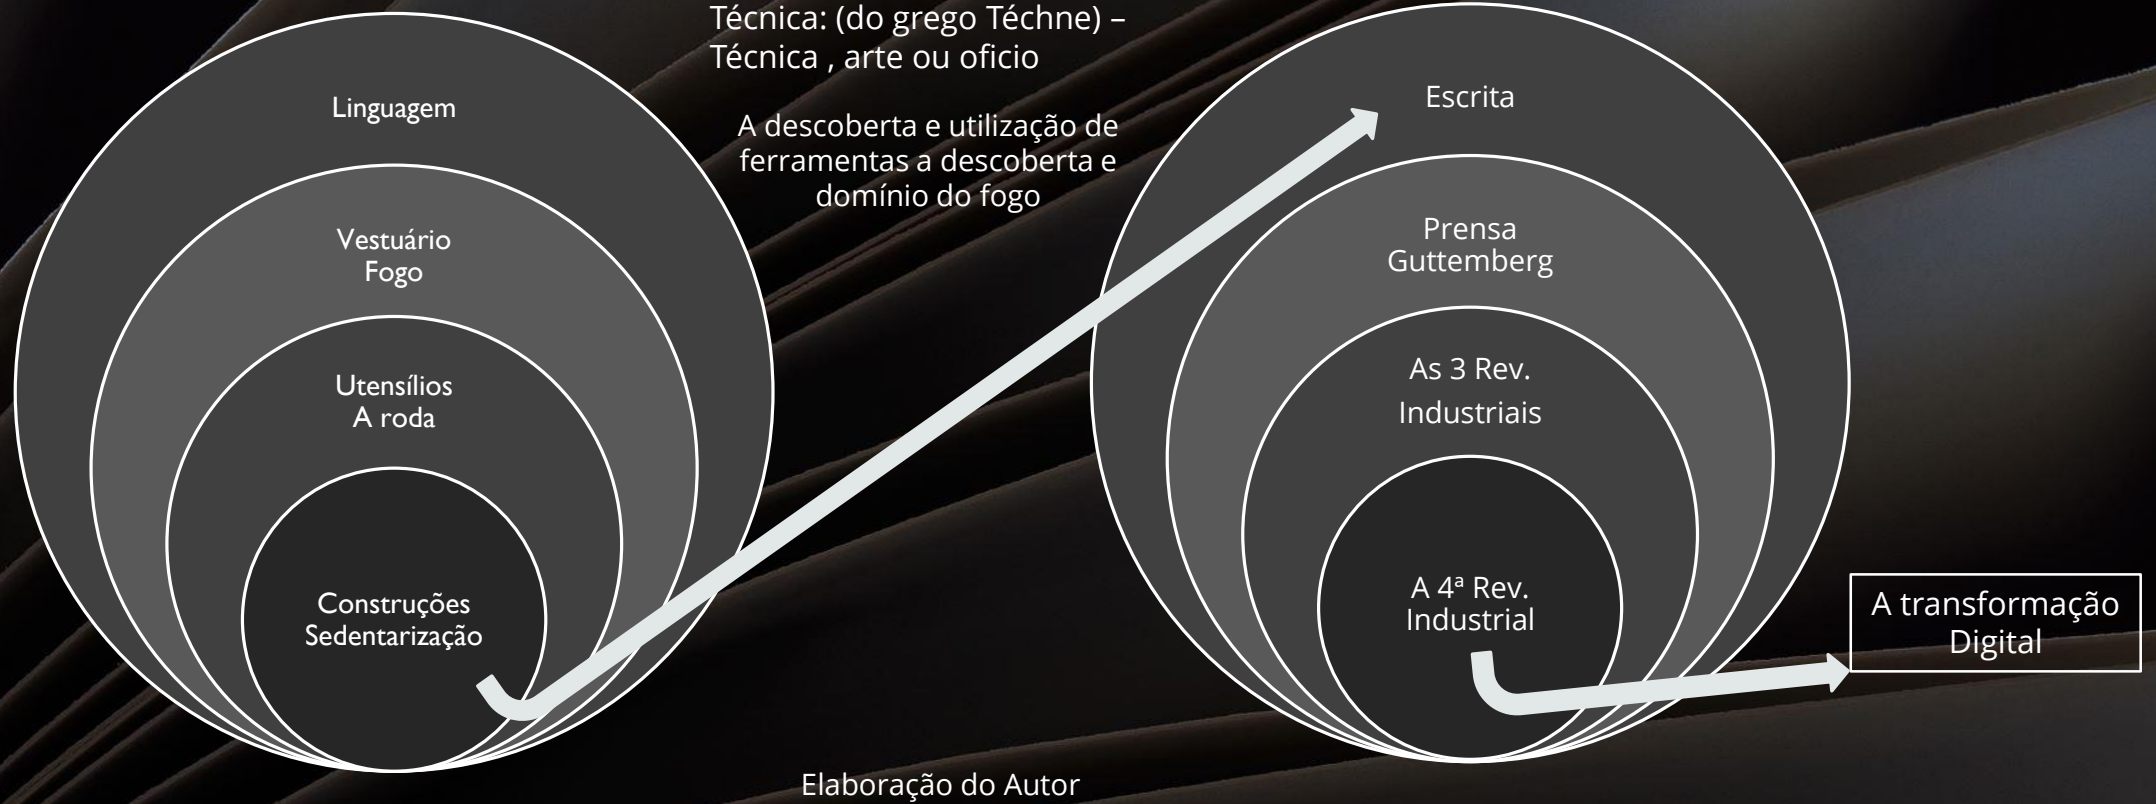 Técnica: (do grego Téchne) –
Técnica , arte ou oficio
A descoberta e utilização de
ferramentas a descoberta e
domínio do fogo
Linguagem
Vestuário
Fogo
Utensílios
A roda
Construções
Sedentarização
Escrita
Prensa
Guttemberg
As 3 Rev.
Industriais
A 4ª Rev.
Industrial
A transformação
Digital
Elaboração do Autor